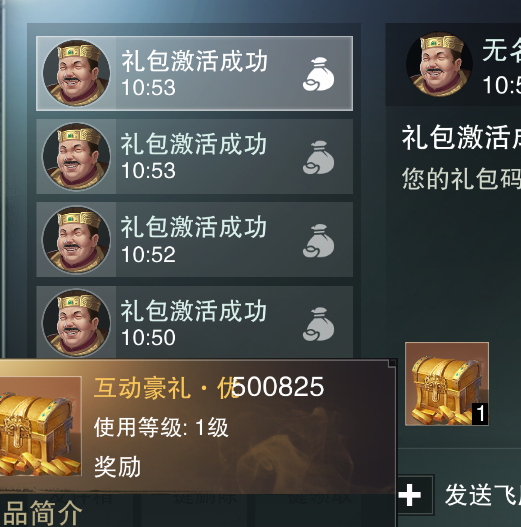 礼包激活成功
10:53
礼包激活成功
10:53
礼包激活成功
10:52
礼包激活成功
10:50
无名
10:5
礼包激活成
您的礼包码
1
互动豪礼·优500825
使用等级: 1级
奖励
品简介
发送飞